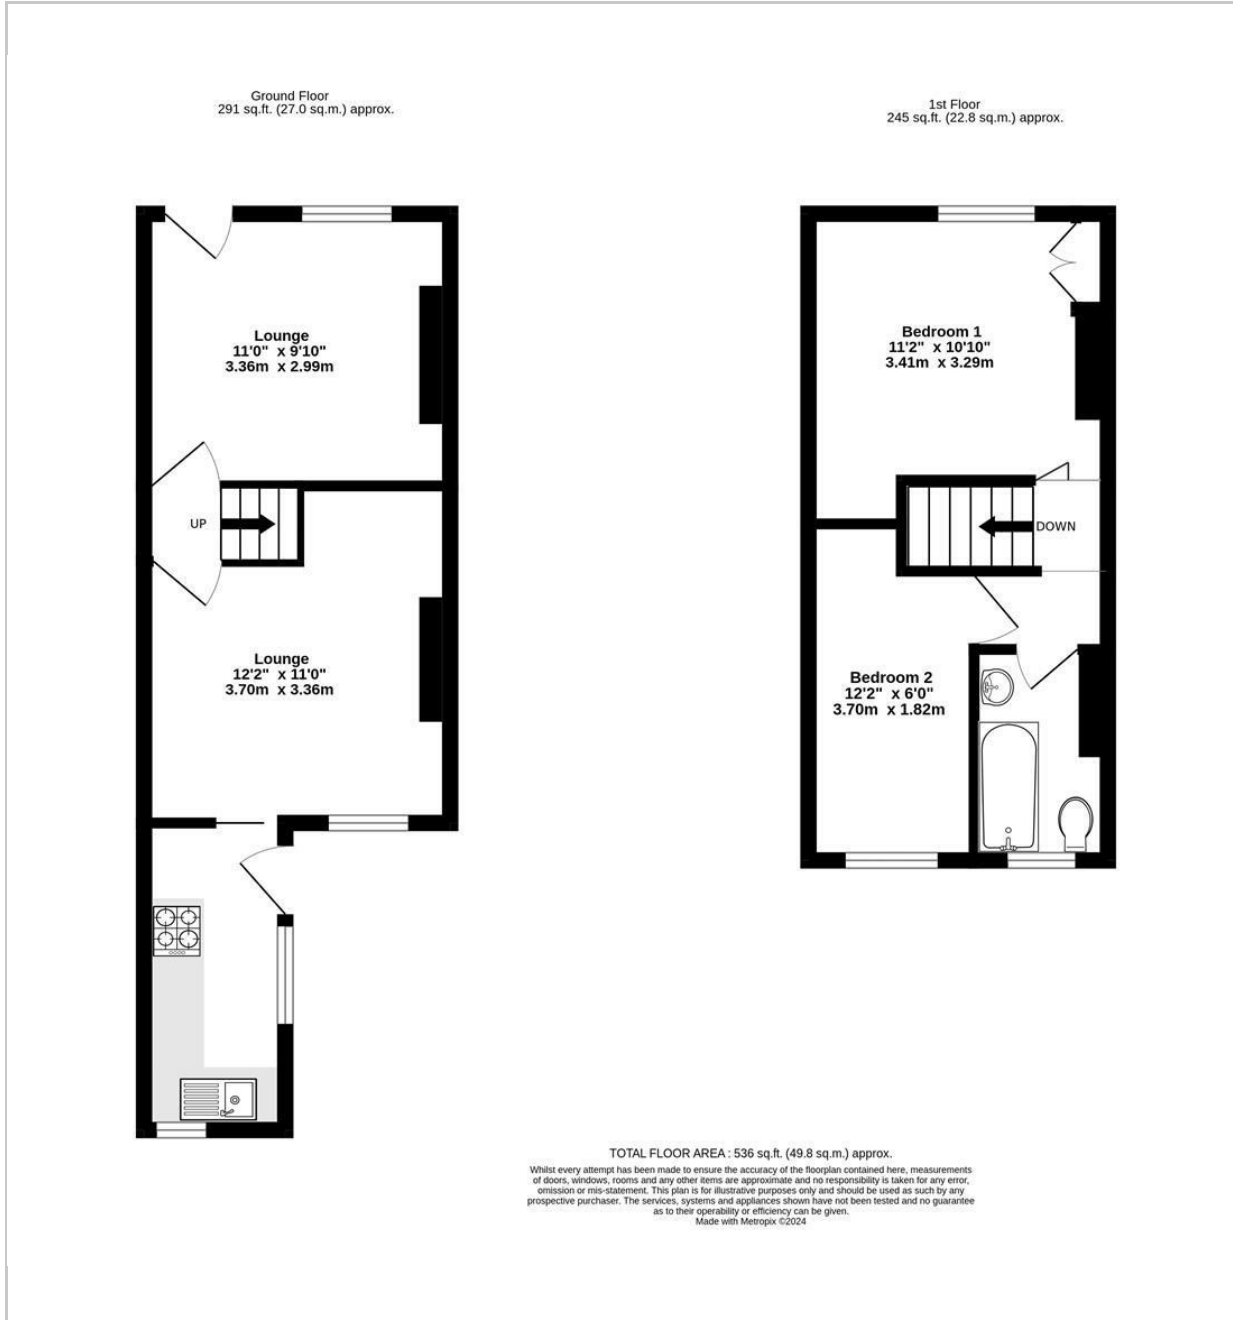 Ground Floor
291 sq.ft. (27.0 sq.m.) approx.
1st Floor
245 sq.ft. (22.8 sq.m.) approx.
Lounge
11'0" x 9'10"
3.36m x 2.99m
UP
Lounge
12'2" x 11'0"
3.70m x 3.36m
Bedroom 1
11'2" x 10'10"
3.41m x 3.29m
DOWN
Bedroom 2
12'2" x 6'0"
3.70m x 1.82m
TOTAL FLOOR AREA : 536 sq.ft. (49.8 sq.m.) approx.
Whilst every attempt has been made to ensure the accuracy of the floorplan contained here, measurements
of doors, windows, rooms and any other items are approximate and no responsibility is taken for any error,
omission or mis-statement. This plan is for illustrative purposes only and should be used as such by any
prospective purchaser. The services, systems and appliances shown have not been tested and no guarantee
as to their operability or efficiency can be given.
Made with Metropix ©2024